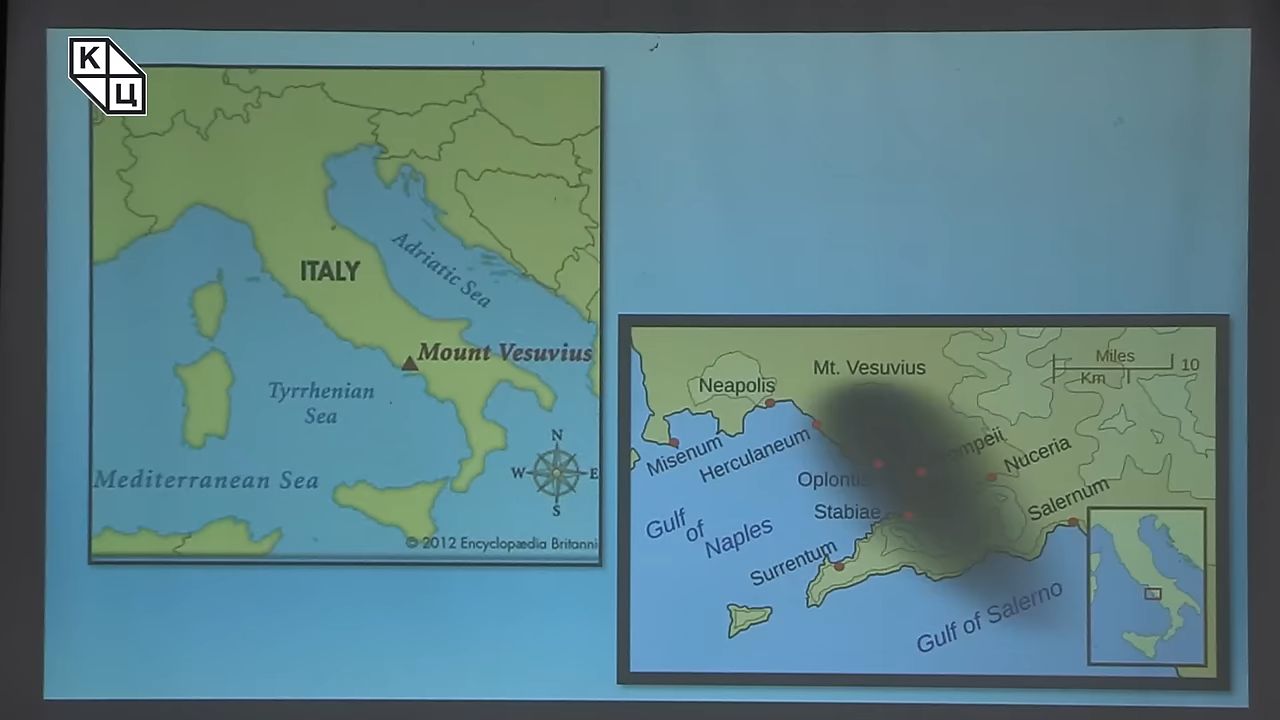 К
Ц
ITALY
Adriatic Sea
Mount Vesuvius
Tyrrhenian
Sea
Mediterranean Sea
N
W
E
S
© 2012 Encyclopædia Britanni
Miles
10
Km
Mt. Vesuvius
Neapolis
Misenum
Herculaneum
ompeii
Nuceria
Oplontis
Stabiae
Salernum
Gulf
of
Naples
Surrentum
Gulf of Salerno